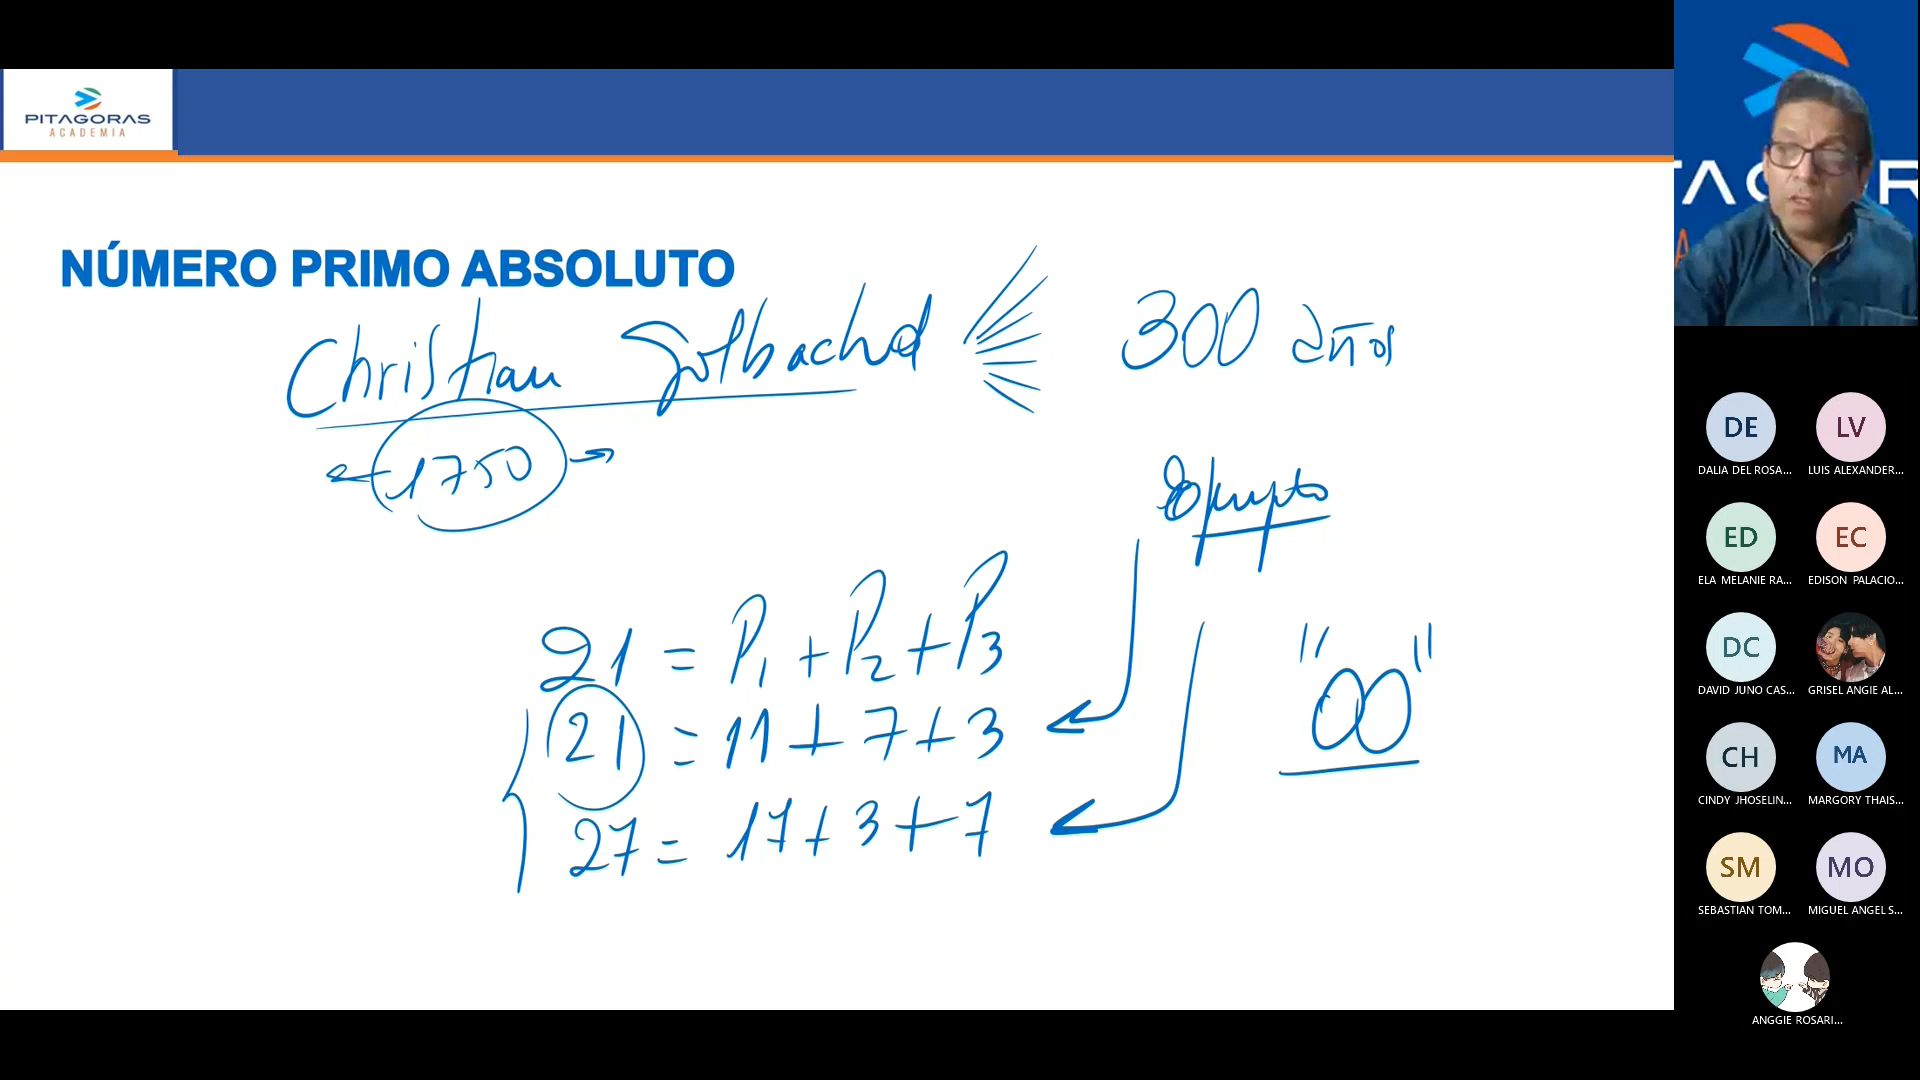 PITAGORAS
ACADEMIA
NÚMERO PRIMO ABSOLUTO
Christian Golbachd
300 años
1750
Ejemplo
21 = P1 + P2 + P3
21 = 11 + 7 + 3
27 = 17 + 3 + 7
"∞"
DE
DALIA DEL ROSA...
LV
LUIS ALEXANDER...
ED
ELA MELANIE RA...
EC
EDISON PALACIO...
DC
DAVID JUNO CAS...
GRISEL ANGIE AL...
CH
CINDY JHOSELIN...
MA
MARGORY THAIS...
SM
SEBASTIAN TOM...
MO
MIGUEL ANGEL S...
ANGGIE ROSARI...